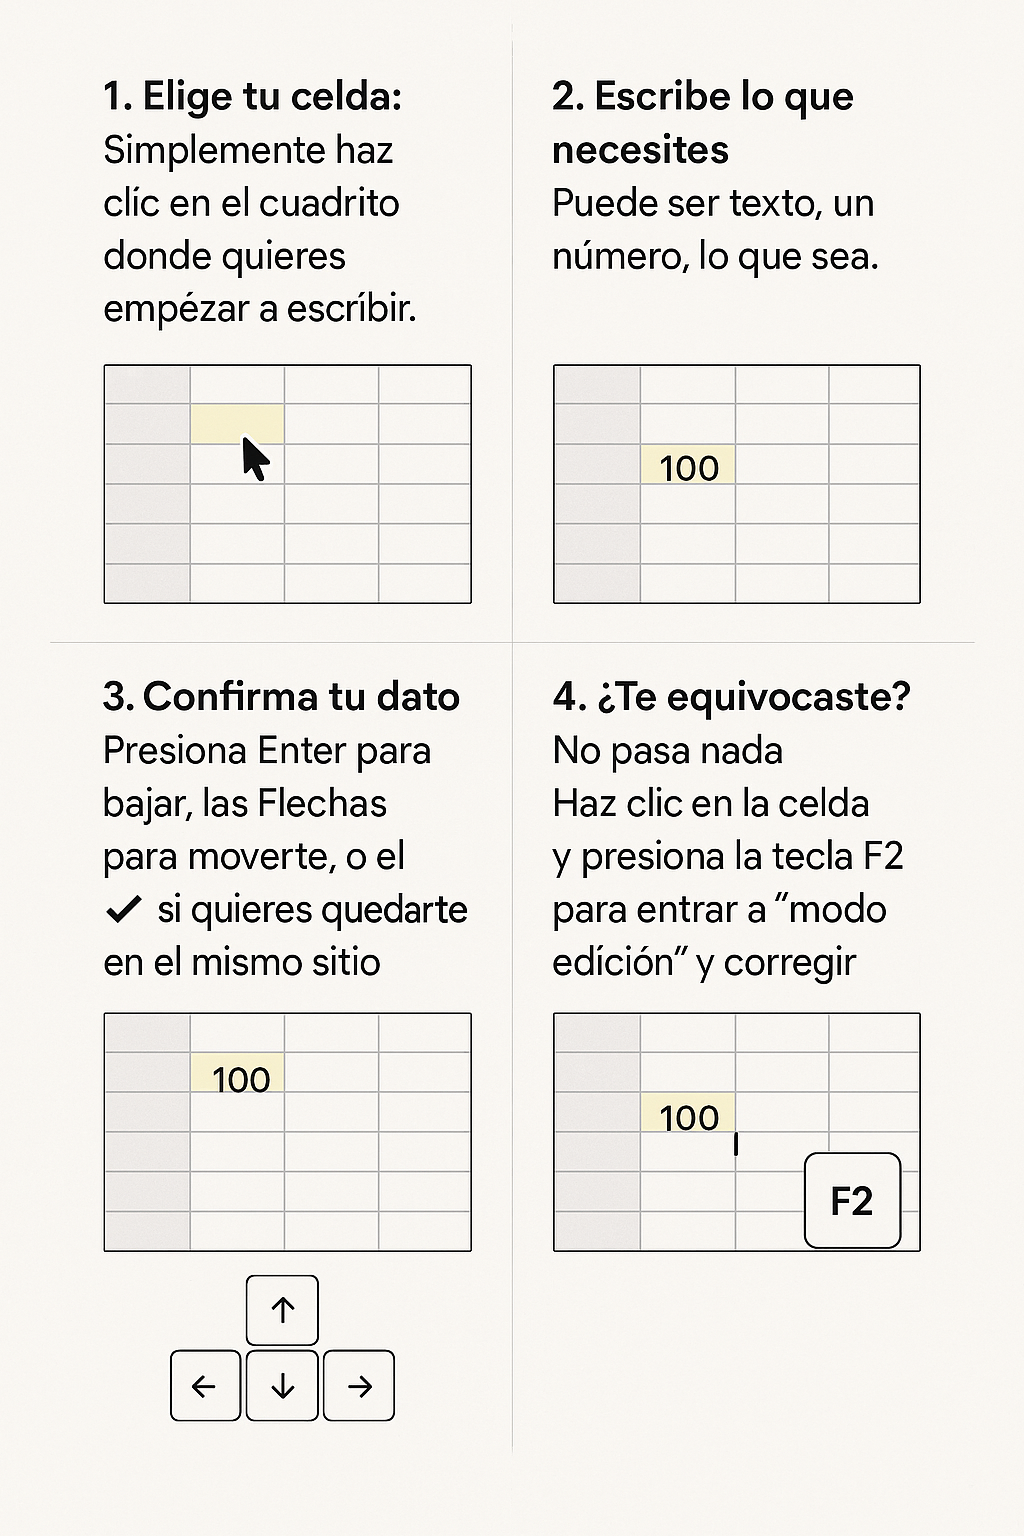 1. Elige tu celda:
Simplemente haz
clíc en el cuadrito
donde quieres
empézar a escríbir.
2. Escribe lo que
necesites
Puede ser texto, un
número, lo que sea.
100
3. Confirma tu dato
Presiona Enter para
bajar, las Flechas
para moverte, o el
✓ si quieres quedarte
en el mismo sitio
100
↑
← ↓ →
4. ¿Te equivocaste?
No pasa nada
Haz clic en la celda
y presiona la tecla F2
para entrar a “modo
edíción” y corregir
100
F2